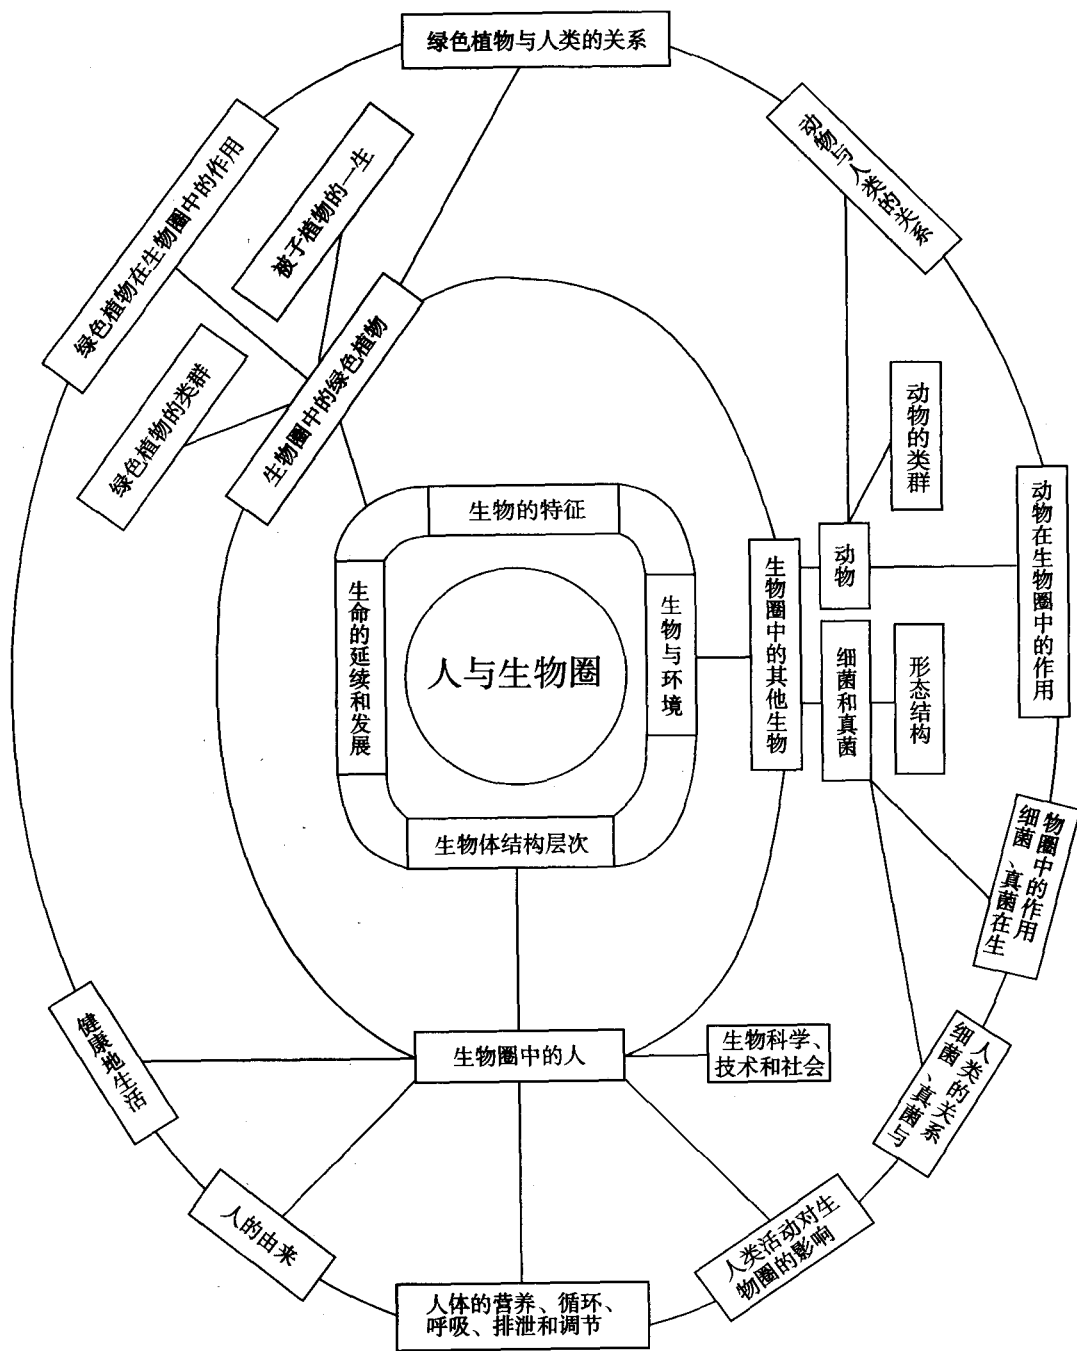 绿色植物与人类的关系
动物与人类的关系
绿色植物在生物圈中的作用
被子植物的一生
绿色植物的类群
生物圈中的绿色植物
动物的类群
动物在生物圈中的作用
生物的特征
动物
生命的延续和发展
人与生物圈
生物与环境
生物圈中的其他生物
细菌和真菌
形态结构
生物体结构层次
细菌、真菌在生
物圈中的作用
细菌、真菌与
人类的关系
健康地生活
生物圈中的人
生物科学、
技术和社会
人的由来
人类活动对生
物圈的影响
人体的营养、循环、
呼吸、排泄和调节